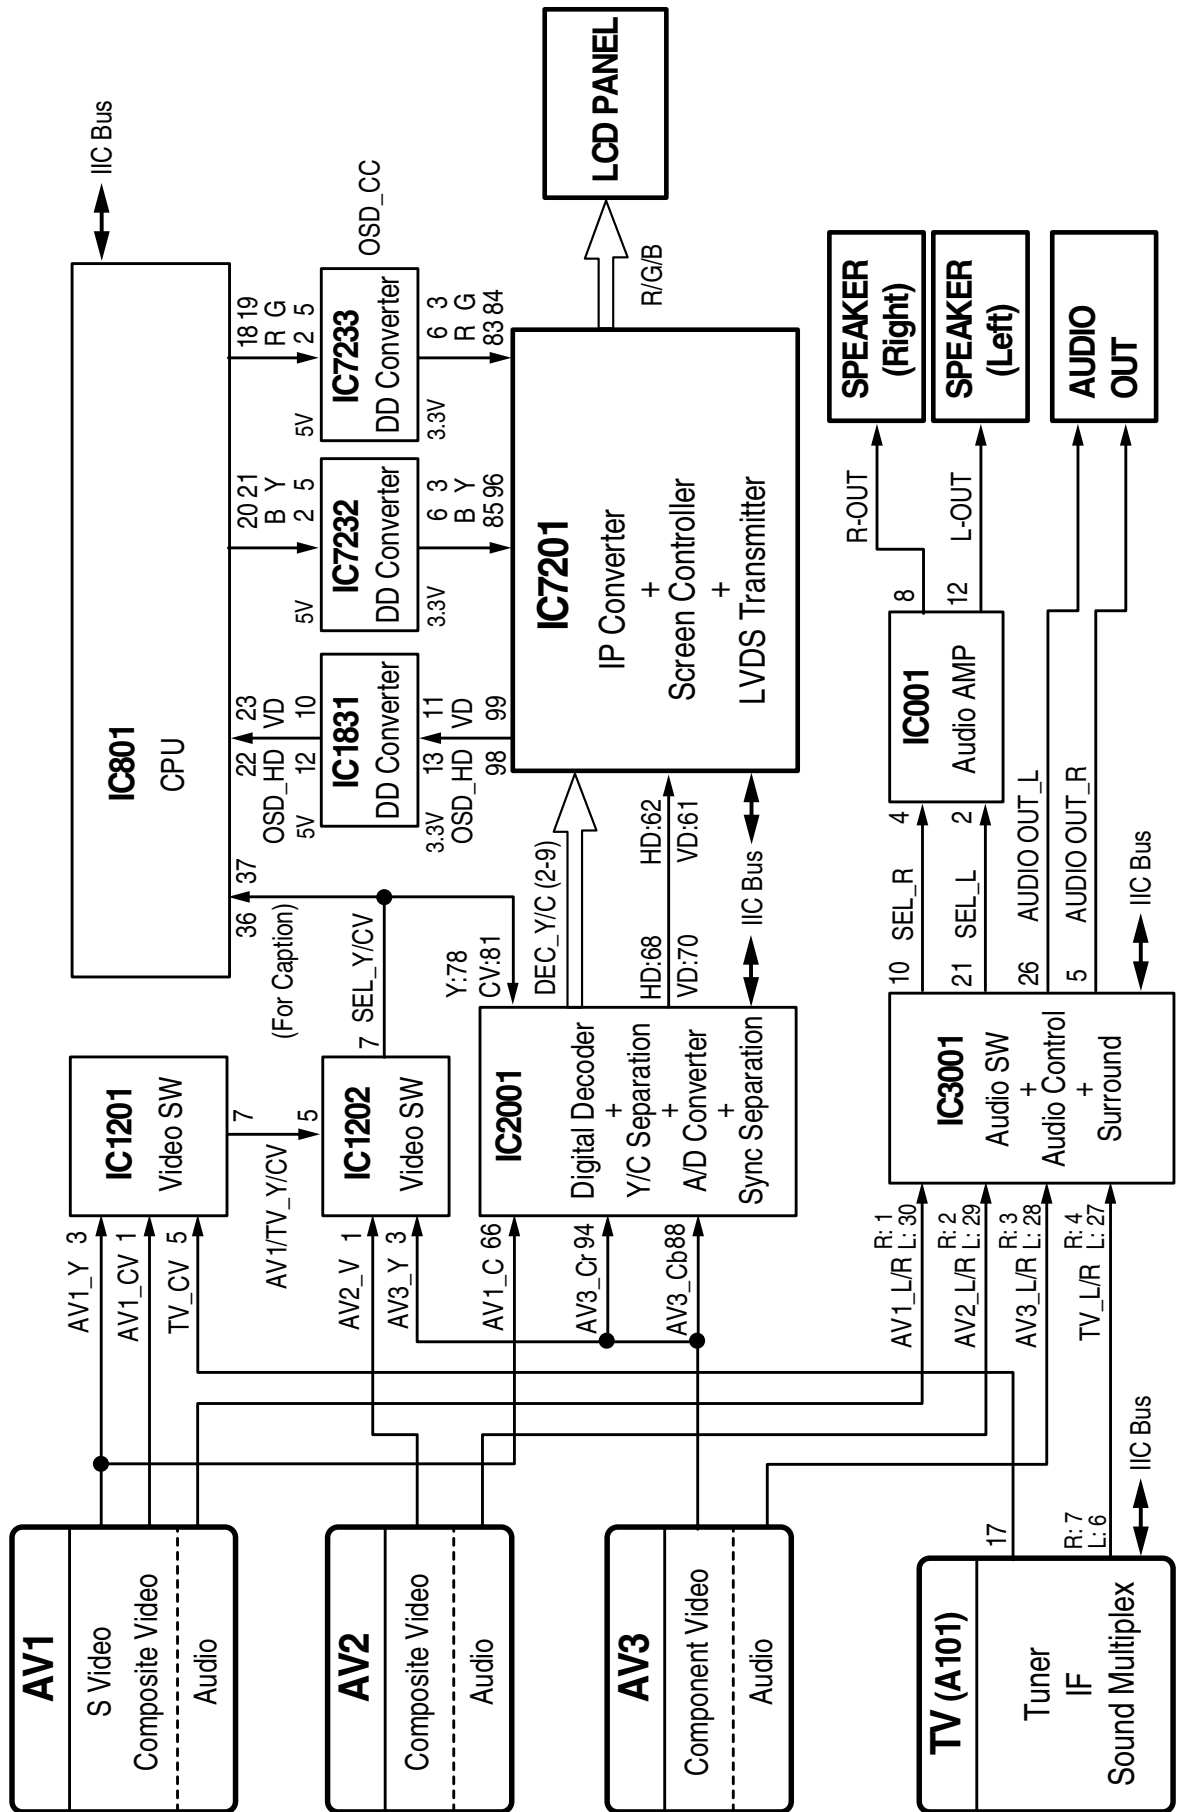 AV1
S Video
Composite Video
Audio
AV2
Composite Video
Audio
AV3
Component Video
Audio
TV (A101)
Tuner
IF
Sound Multiplex
17
R: 7
L: 6
IIC Bus
AV1_Y 3
AV1_CV 1
TV_CV 5
IC1201
Video SW
7
AV1/TV_Y/CV
5
AV2_V 1
AV3_Y 3
IC1202
Video SW
7 SEL_Y/CV
(For Caption)
36 37
AV1_C 66
AV3_Cr 94
AV3_Cb 88
IC2001
Digital Decoder
+
Y/C Separation
+
A/D Converter
+
Sync Separation
Y:78
CV:81
DEC_Y/C (2-9)
HD:68 HD:62
VD:70 VD:61
IIC Bus
R: 1
AV1_L/R L: 30
R: 2
AV2_L/R L: 29
R: 3
AV3_L/R L: 28
R: 4
TV_L/R L: 27
IC3001
Audio SW
+
Audio Control
+
Surround
IIC Bus
10 SEL_R 4
21 SEL_L 2
26 AUDIO OUT_L
5 AUDIO OUT_R
IC001
Audio AMP
8
R-OUT
12
L-OUT
SPEAKER
(Right)
SPEAKER
(Left)
AUDIO
OUT
IC801
CPU
IIC Bus
22 23
OSD_HD VD
5V 12 10
IC1831
DD Converter
3.3V 13 11
OSD_HD VD
98 99
20 21
B Y
5V 2 5
IC7232
DD Converter
3.3V 6 3
B Y
85 96
18 19
R G
5V 2 5
IC7233
DD Converter
3.3V 6 3
R G
83 84
OSD_CC
IC7201
IP Converter
+
Screen Controller
+
LVDS Transmitter
R/G/B
LCD PANEL